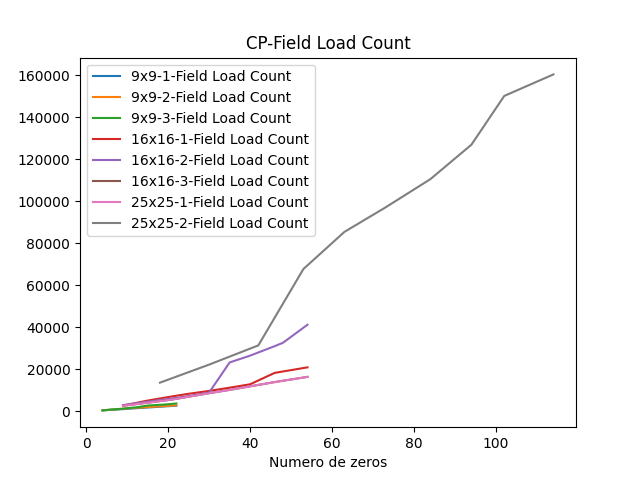 CP-Field Load Count
9x9-1-Field Load Count
9x9-2-Field Load Count
9x9-3-Field Load Count
16x16-1-Field Load Count
16x16-2-Field Load Count
16x16-3-Field Load Count
25x25-1-Field Load Count
25x25-2-Field Load Count
160000
140000
120000
100000
80000
60000
40000
20000
0
0 20 40 60 80 100
Numero de zeros